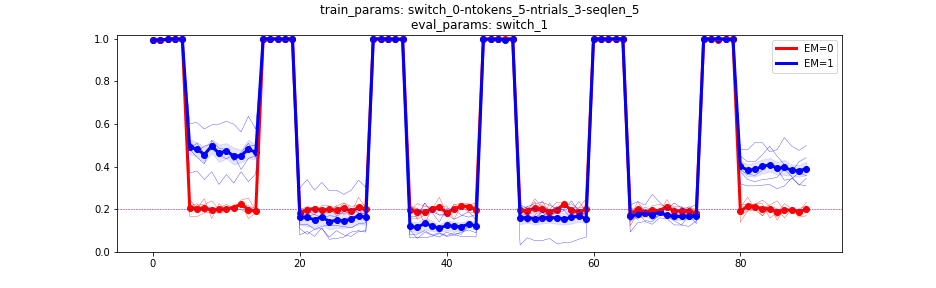 train_params: switch_0-ntokens_5-ntrials_3-seqlen_5
eval_params: switch_1
1.0
0.8
0.6
0.4
0.2
0.0
EM=0
EM=1
0 20 40 60 80